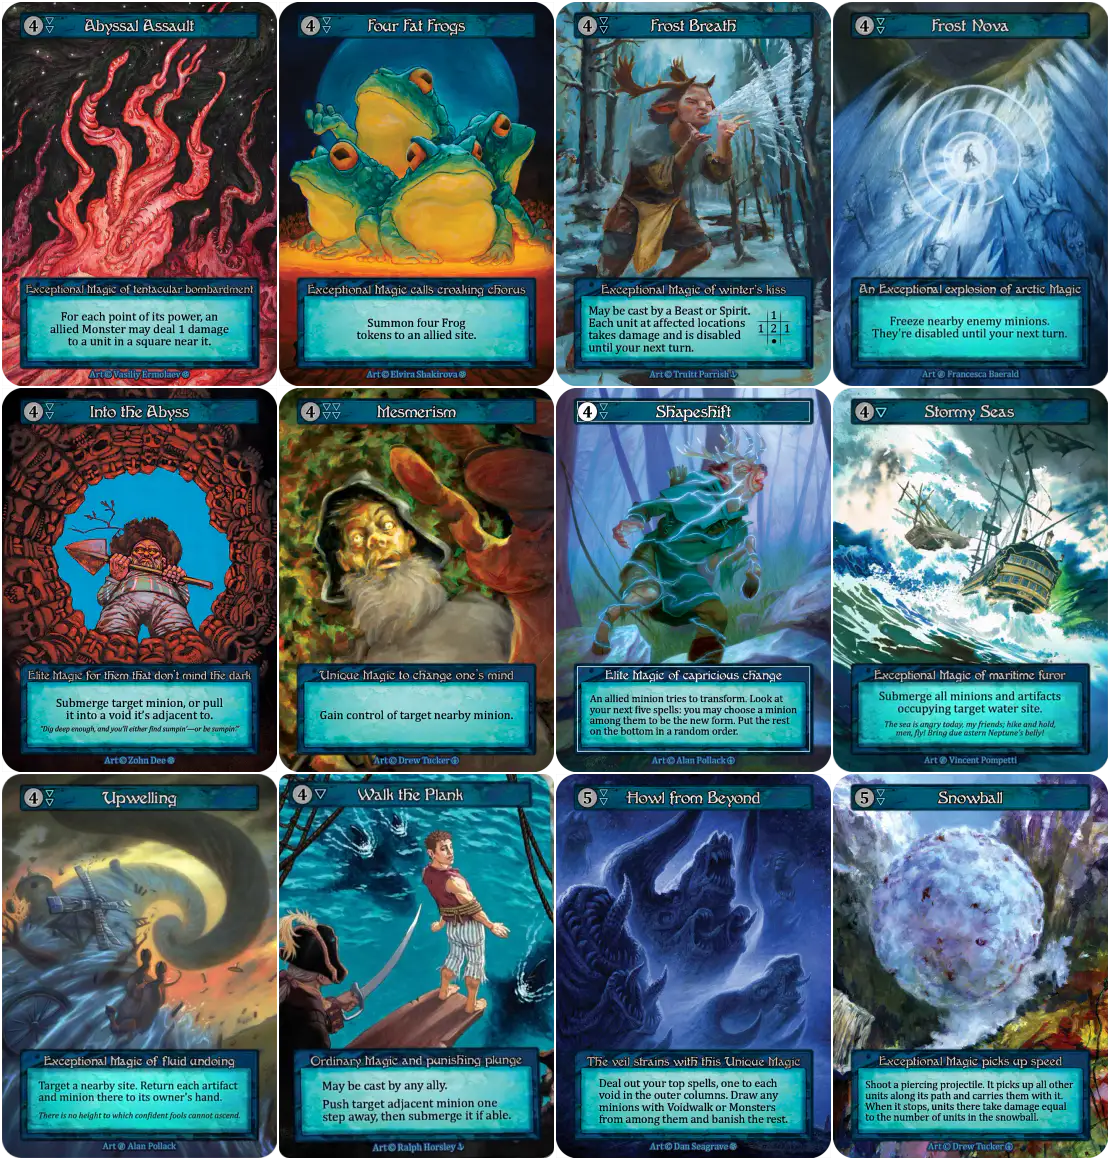 4 Abyssal Assault
Exceptional Magic of tentacular bombardment
For each point of its power, an
allied Monster may deal 1 damage
to a unit in a square near it.
Art © Vasiliy Ermolaev
4 Four Fat Frogs
Exceptional Magic calls croaking chorus
Summon four Frog
tokens to an allied site.
Art © Elvira Shakirova
4 Frost Breath
Exceptional Magic of winter's kiss
May be cast by a Beast or Spirit.
Each unit at affected locations
takes damage and is disabled
until your next turn.
1
1 2 1
Art © Truitt Parrish
4 Frost Nova
An Exceptional explosion of arctic Magic
Freeze nearby enemy minions.
They're disabled until your next turn.
Art Francesca Baerald
4 Into the Abyss
Elite Magic for them that don't mind the dark
Submerge target minion, or pull
it into a void it's adjacent to.
"Dig deep enough, and you'll either find sumpin'—or be sumpin'."
Art © Zohn Dee
4 Mesmerism
Unique Magic to change one's mind
Gain control of target nearby minion.
Art © Drew Tucker
4 Shapeshift
Elite Magic of capricious change
An allied minion tries to transform. Look at
your next five spells: you may choose a minion
among them to be the new form. Put the rest
on the bottom in a random order.
Art © Alan Pollack
4 Stormy Seas
Exceptional Magic of maritime furor
Submerge all minions and artifacts
occupying target water site.
The sea is angry today, my friends; hike and hold,
men, fly! Bring due astern Neptune's belly!
Art Vincent Pompetti
4 Upwelling
Exceptional Magic of fluid undoing
Target a nearby site. Return each artifact
and minion there to its owner's hand.
There is no height to which confident fools cannot ascend.
Art Alan Pollack
4 Walk the Plank
Ordinary Magic and punishing plunge
May be cast by any ally.
Push target adjacent minion one
step away, then submerge it if able.
Art © Ralph Horsley
5 Howl from Beyond
The veil strains with this Unique Magic
Deal out your top spells, one to each
void in the outer columns. Draw any
minions with Voidwalk or Monsters
from among them and banish the rest.
Art © Dan Seagrave
5 Snowball
Exceptional Magic picks up speed
Shoot a piercing projectile. It picks up all other
units along its path and carries them with it.
When it stops, units there take damage equal
to the number of units in the snowball.
Art © Drew Tucker